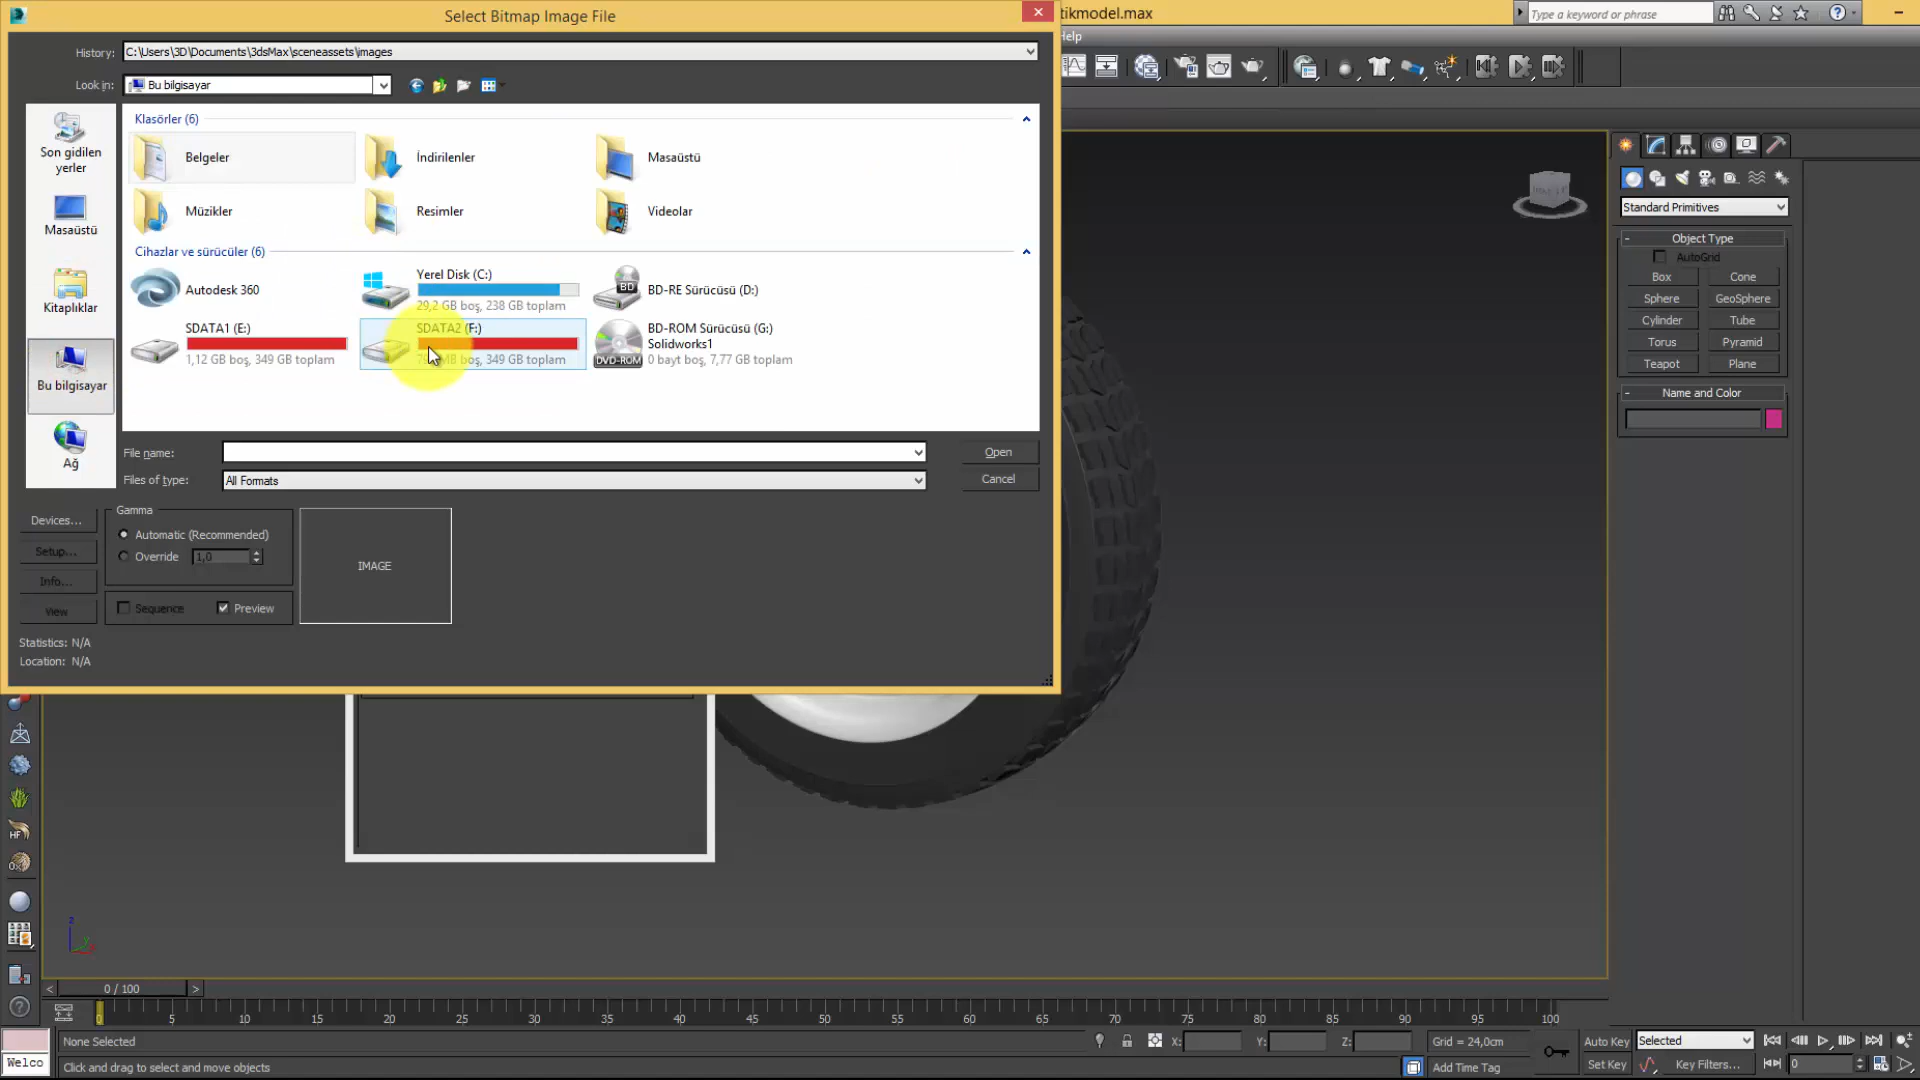 Select Bitmap Image File
tikmodel.max
Type a keyword or phrase
History:
C:\Users\3D\Documents\3dsMax\sceneassets\images
Help
Look in:
Bu bilgisayar
Klasörler (6)
Belgeler
İndirilenler
Masaüstü
Müzikler
Resimler
Videolar
Cihazlar ve sürücüler (6)
Autodesk 360
Yerel Disk (C:)
29,2 GB boş, 238 GB toplam
BD
BD-RE Sürücüsü (D:)
SDATA1 (E:)
1,12 GB boş, 349 GB toplam
SDATA2 (F:)
MB boş, 349 GB toplam
DVD-ROM
BD-ROM Sürücüsü (G:)
Solidworks1
0 bayt boş, 7,77 GB toplam
Son gidilen
yerler
Masaüstü
Kitaplıklar
Bu bilgisayar
Ağ
File name:
Open
Files of type:
All Formats
Cancel
Devices...
Setup...
Info...
View
Gamma
Automatic (Recommended)
Override
1,0
Sequence
Preview
IMAGE
Statistics: N/A
Location: N/A
Standard Primitives
Object Type
AutoGrid
Box
Cone
Sphere
GeoSphere
Cylinder
Tube
Torus
Pyramid
Teapot
Plane
Name and Color
HF
z
0 / 100
0 5 10 15 20 25 30 35 40 45 50 55 60 65 70 75 80 85 90 95 100
None Selected
X:
Y:
Z:
Grid = 24,0cm
Auto Key
Selected
Welco
Click and drag to select and move objects
Add Time Tag
Set Key
Key Filters...
0